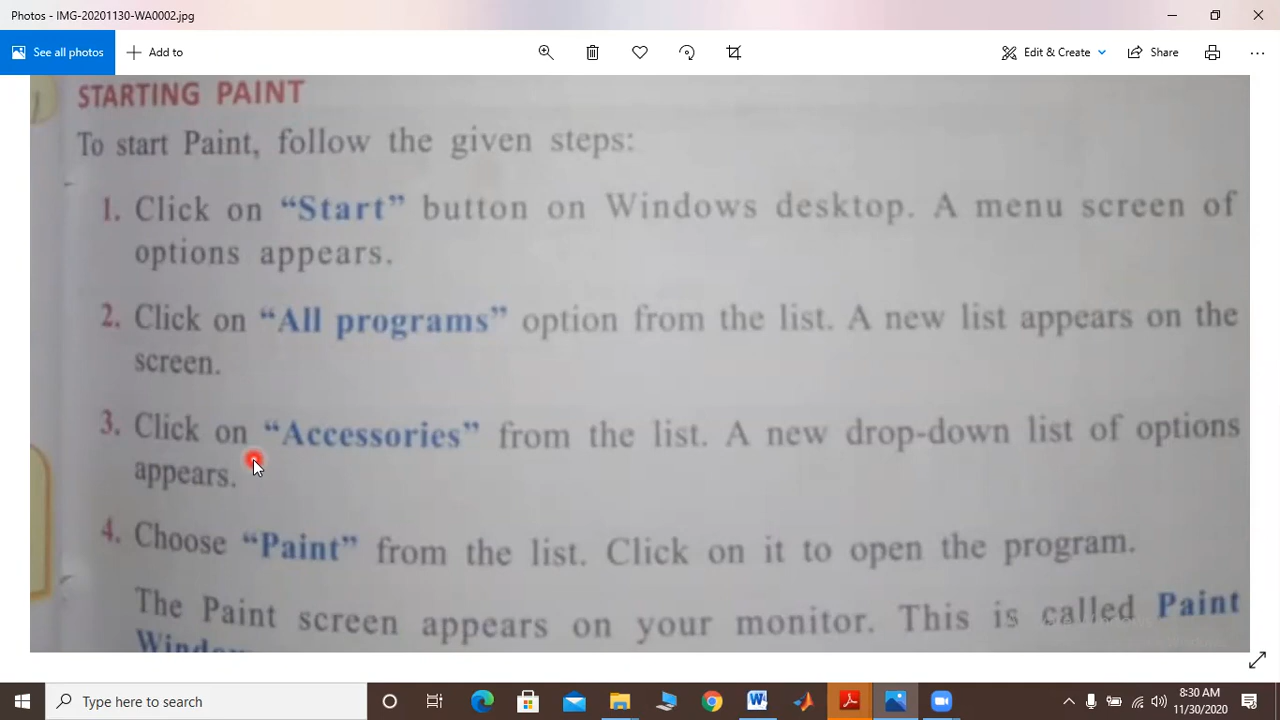 Photos - IMG-20201130-WA0002.jpg
See all photos
Add to
Edit & Create
Share
STARTING PAINT
To start Paint, follow the given steps:
1. Click on “Start” button on Windows desktop. A menu screen of
options appears.
2. Click on “All programs” option from the list. A new list appears on the
screen.
3. Click on “Accessories” from the list. A new drop-down list of options
appears.
4. Choose “Paint” from the list. Click on it to open the program.
The Paint screen appears on your monitor. This is called Paint
Type here to search
8:30 AM
11/30/2020